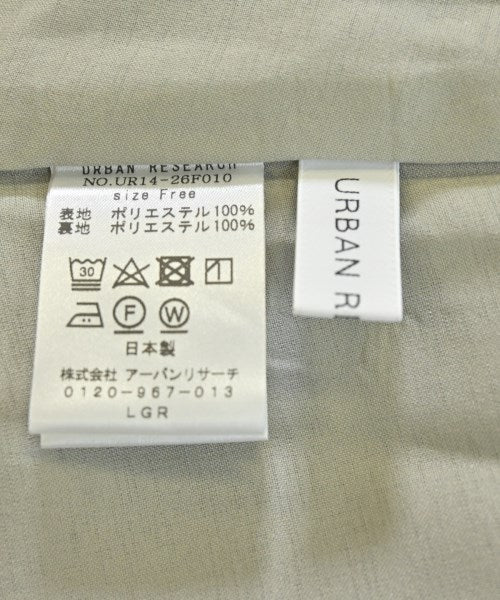 URBAN RESEARCH
NO.UR14-26F010
size Free
表地 ポリエステル100%
裏地 ポリエステル100%
30
F W
日本製
株式会社 アーバンリサーチ
0120-967-013
LGR
URBAN RE